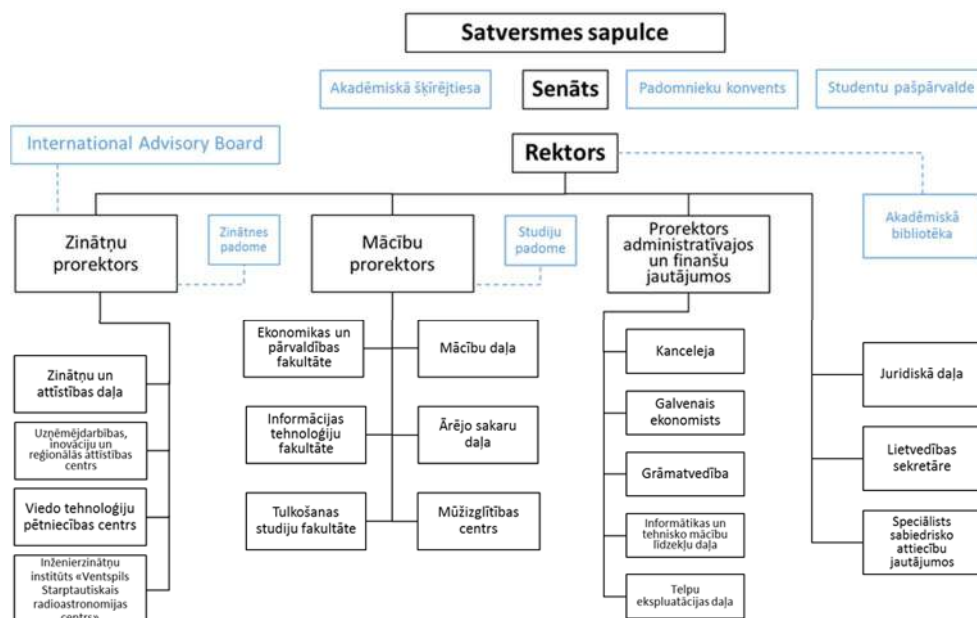 Satversmes sapulce
Akadēmiskā šķīrējtiesa
Senāts
Padomnieku konvents
Studentu pašpārvalde
International Advisory Board
Rektors
Zinātņu
prorektors
Zinātnes
padome
Mācību
prorektors
Studiju
padome
Prorektors
administratīvajos
un finanšu
jautājumos
Akadēmiskā
bibliotēka
Zinātņu un
attīstības daļa
Uzņēmējdarbības,
inovāciju un
reģionālās attīstības
centrs
Viedo tehnoloģiju
pētniecības centrs
Inženierzinātņu
institūts «Ventspils
Starptautiskais
radioastronomijas
centrs»
Ekonomikas un
pārvaldības
fakultāte
Informācijas
tehnoloģiju
fakultāte
Tulkošanas
studiju fakultāte
Mācību daļa
Ārējo sakaru
daļa
Mūžizglītības
centrs
Kanceleja
Galvenais
ekonomists
Grāmatvedība
Informātikas un
tehnisko mācību
līdzekļu daļa
Telpu
ekspluatācijas daļa
Juridiskā daļa
Lietvedības
sekretāre
Speciālists
sabiedrisko
attiecību
jautājumos